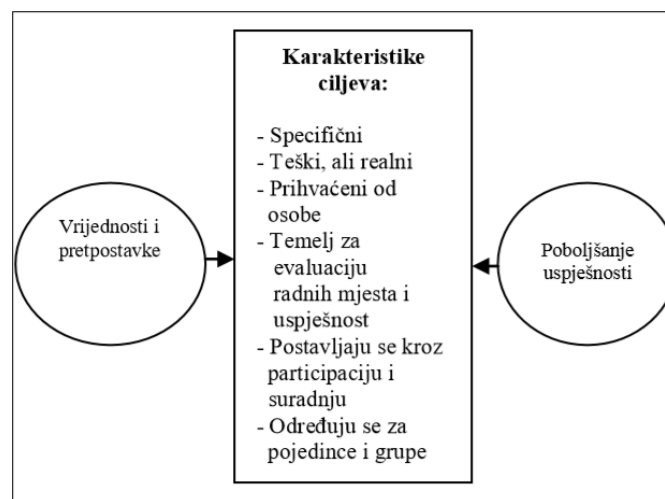 Vrijednosti i
pretpostavke
Karakteristike
ciljeva:
- Specifični
- Teški, ali realni
- Prihvaćeni od
osobe
- Temelj za
evaluaciju
radnih mjesta i
uspješnost
- Postavljaju se kroz
participaciju i
suradnju
- Određuju se za
pojedince i grupe
Poboljšanje
uspješnosti